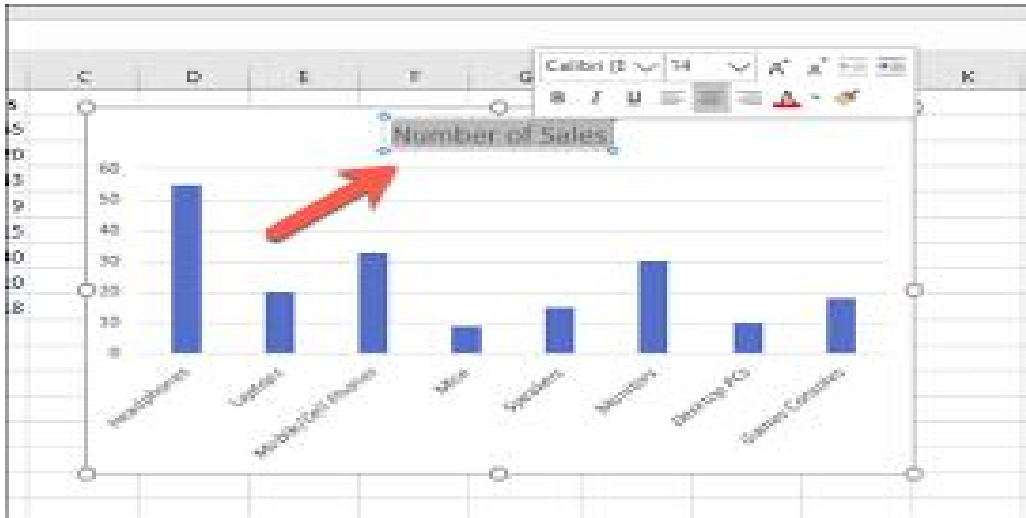 Calibri (
14
B I U
C D E F G K
Number of Sales
60
50
40
30
20
10
0
Headphones
Laptops
Mobile/Cell Phones
Mice
Speakers
Monitors
Desktop PCs
Games Consoles